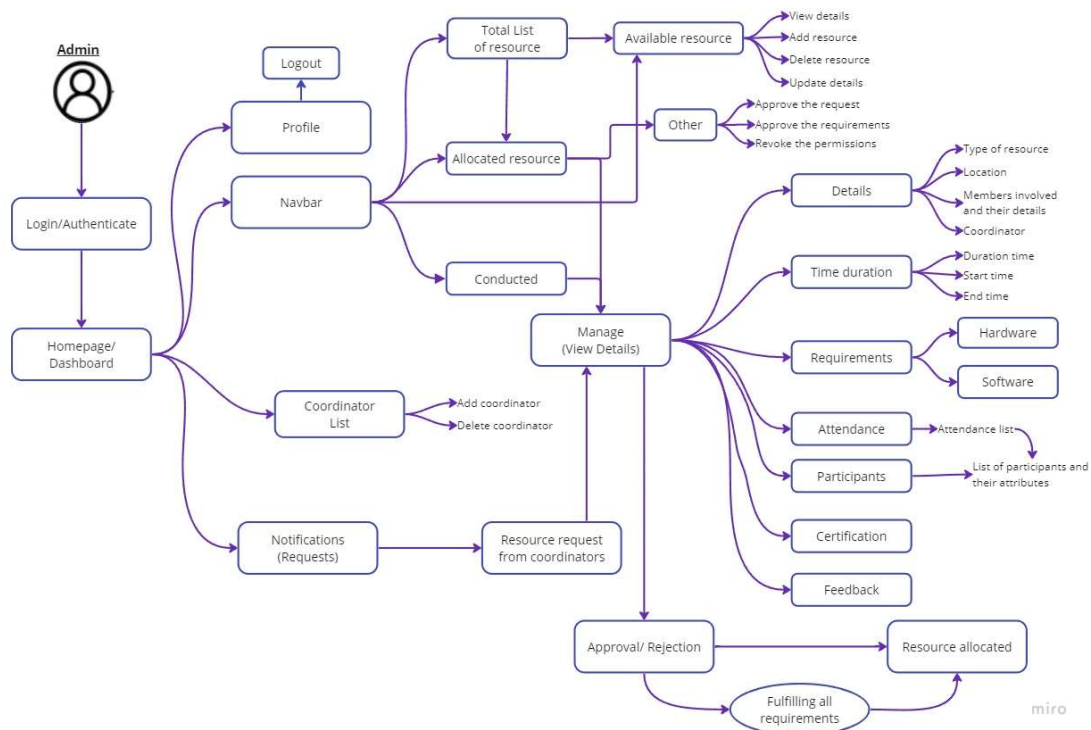 Admin
Login/Authenticate
Homepage/
Dashboard
Logout
Profile
Navbar
Coordinator
List
Add coordinator
Delete coordinator
Notifications
(Requests)
Resource request
from coordinators
Total List
of resource
Allocated resource
Conducted
Available resource
View details
Add resource
Delete resource
Update details
Other
Approve the request
Approve the requirements
Revoke the permissions
Manage
(View Details)
Details
Type of resource
Location
Members involved
and their details
Coordinator
Time duration
Duration time
Start time
End time
Requirements
Hardware
Software
Attendance
Attendance list
Participants
List of participants and
their attributes
Certification
Feedback
Approval/ Rejection
Resource allocated
Fulfilling all
requirements
miro